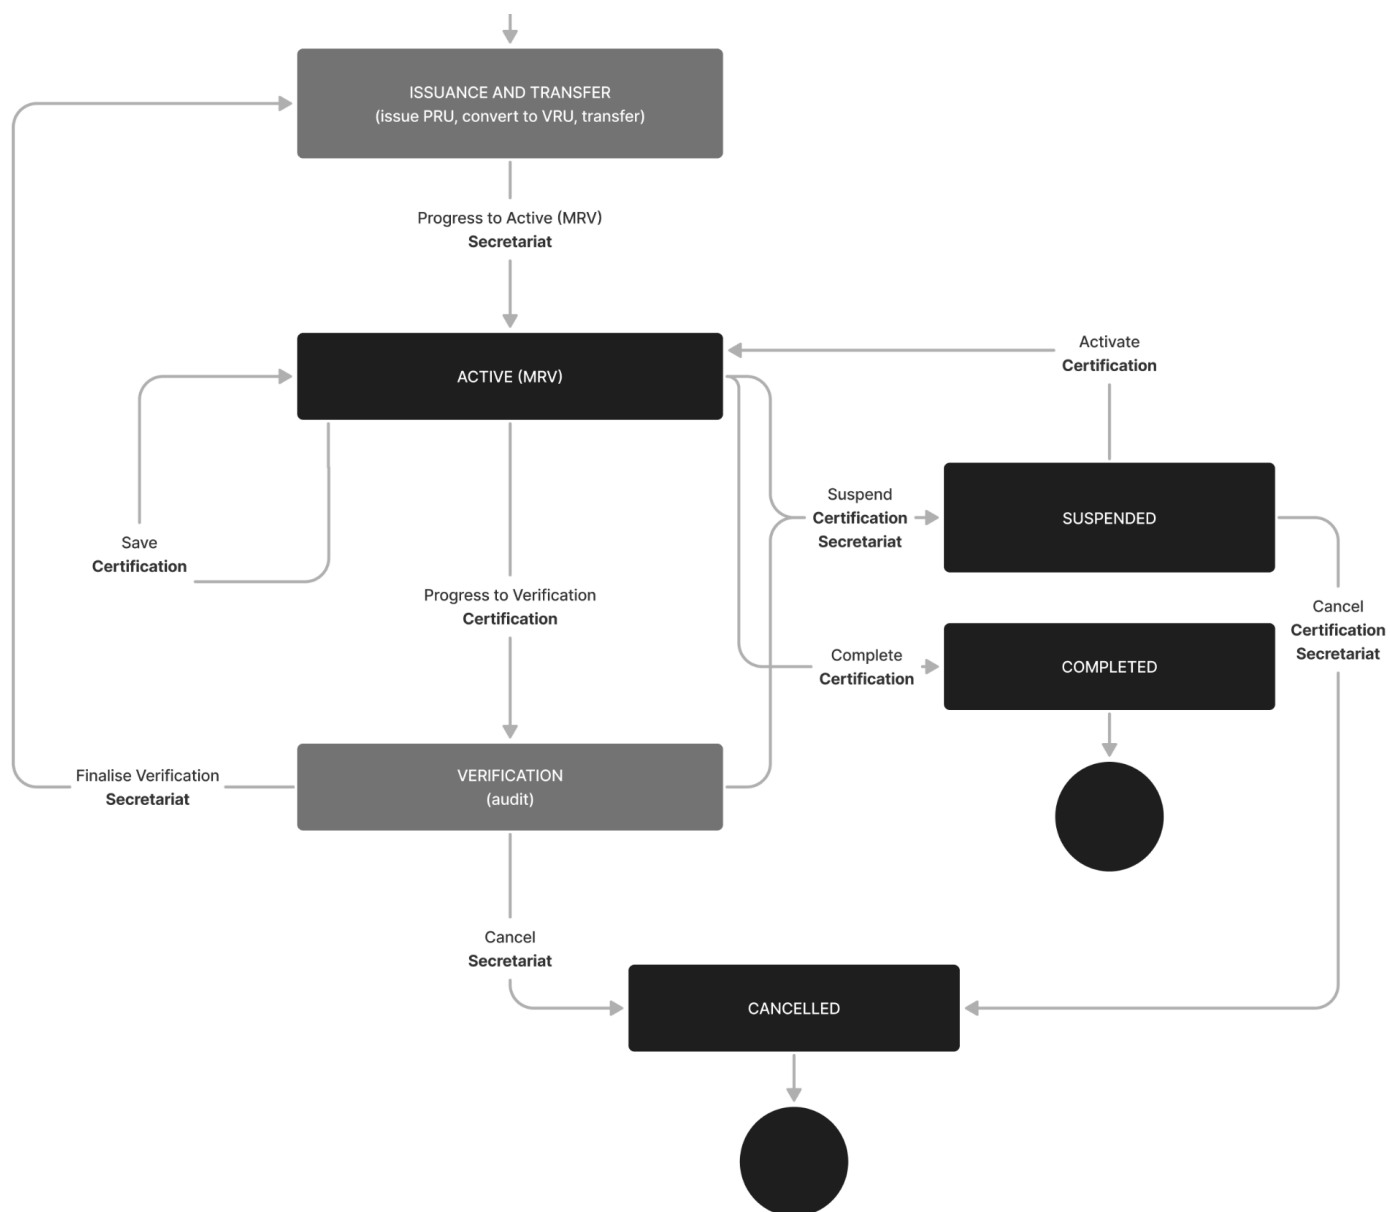 ISSUANCE AND TRANSFER
(issue PRU, convert to VRU, transfer)
Progress to Active (MRV)
Secretariat
ACTIVE (MRV)
Activate
Certification
Suspend
Certification
Secretariat
SUSPENDED
Save
Certification
Progress to Verification
Certification
Cancel
Certification
Secretariat
Complete
Certification
COMPLETED
Finalise Verification
Secretariat
VERIFICATION
(audit)
Cancel
Secretariat
CANCELLED